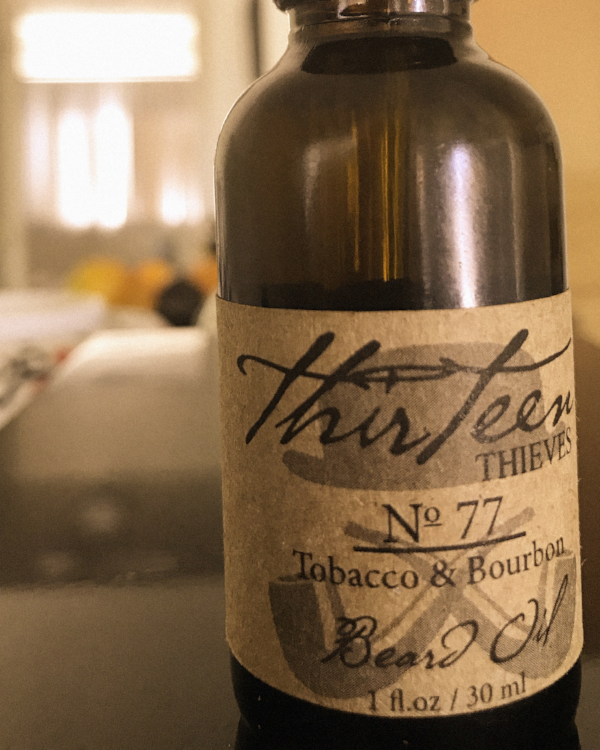 Thirteen
THIEVES
Nº 77
Tobacco & Bourbon
Beard Oil
1 fl.oz / 30 ml